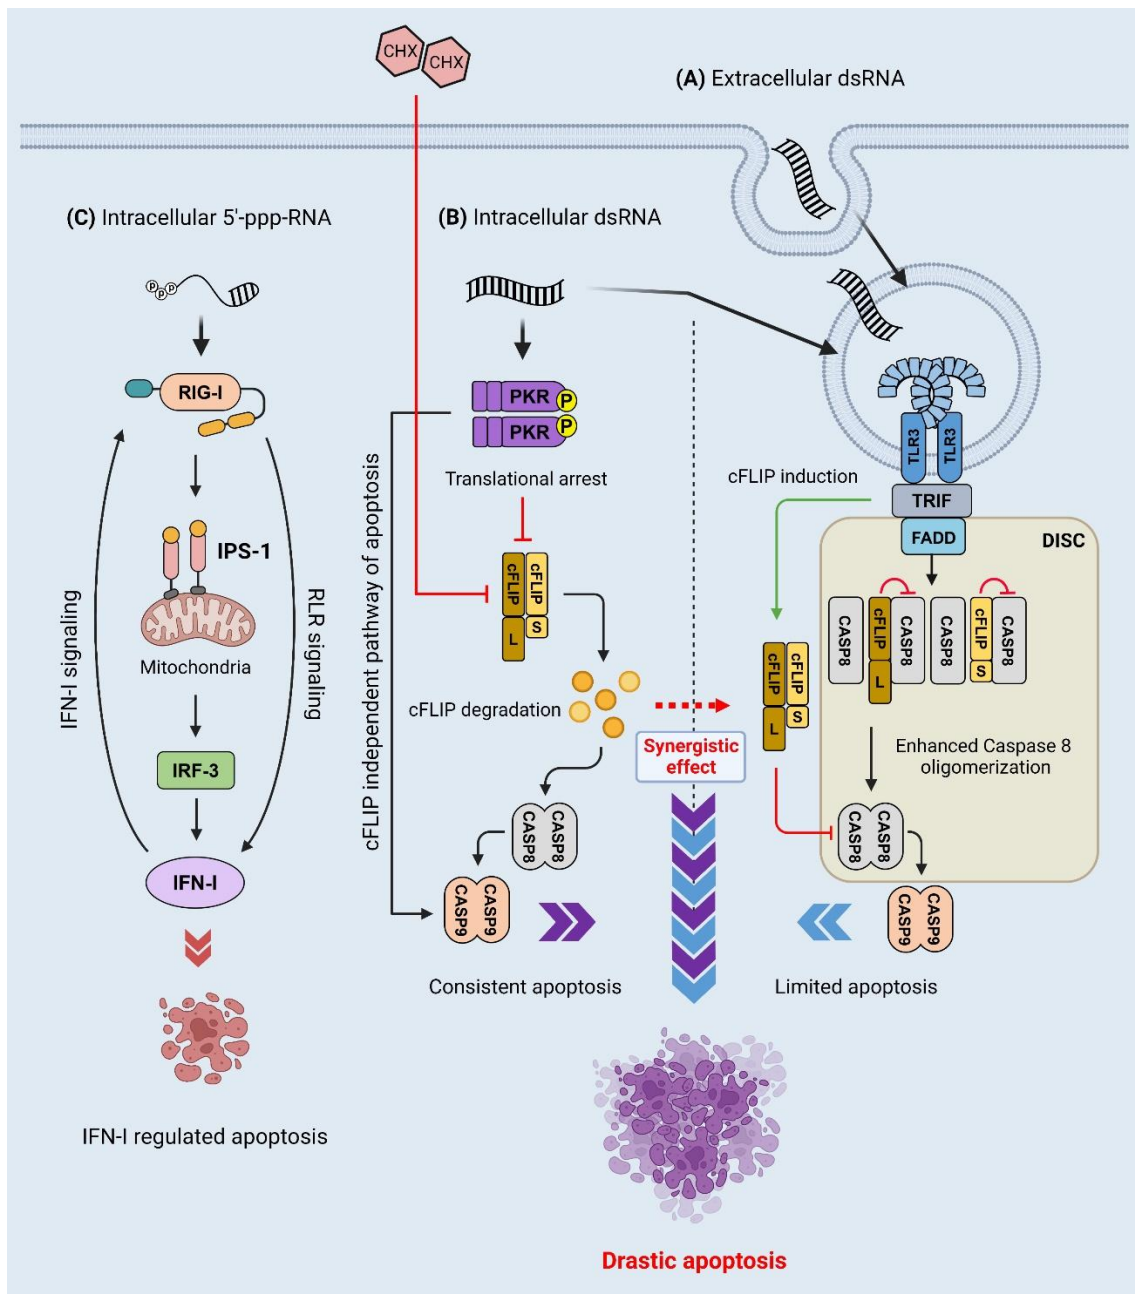 CHX
CHX
(A) Extracellular dsRNA
(C) Intracellular 5'-ppp-RNA
(B) Intracellular dsRNA
P
P
P
RIG-I
IPS-1
Mitochondria
IRF-3
IFN-I
IFN-I signaling
RLR signaling
IFN-I regulated apoptosis
PKR
P
PKR
P
Translational arrest
cFLIP independent pathway of apoptosis
cFLIP
L
cFLIP
S
cFLIP degradation
CASP8
CASP8
CASP9
CASP9
Consistent apoptosis
Synergistic
effect
TLR3
TLR3
cFLIP induction
TRIF
FADD
DISC
CASP8
cFLIP
L
CASP8
CASP8
cFLIP
S
CASP8
cFLIP
L
cFLIP
S
Enhanced Caspase 8
oligomerization
CASP8
CASP8
CASP9
CASP9
Limited apoptosis
Drastic apoptosis